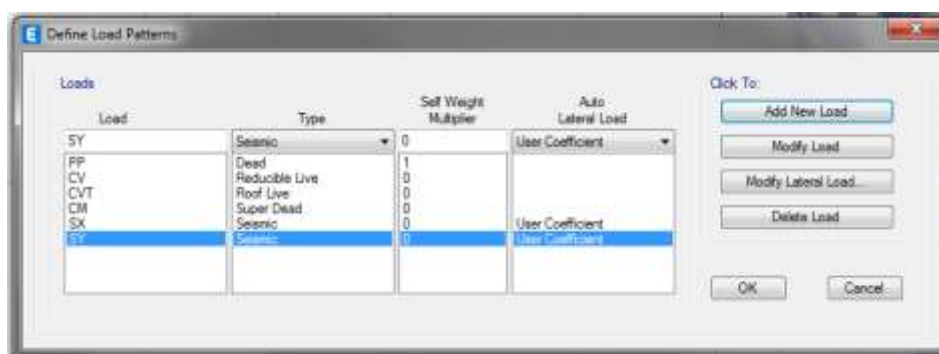 E Define Load Patterns
Loads
Click To:
Load Type Self Weight Multiplier Auto Lateral Load
SY Seismic 0 User Coefficient
PP Dead 1
CV Reducible Live 0
CVT Roof Live 0
CM Super Dead 0
SX Seismic 0 User Coefficient
SY Seismic 0 User Coefficient
Add New Load
Modify Load
Modify Lateral Load...
Delete Load
OK Cancel